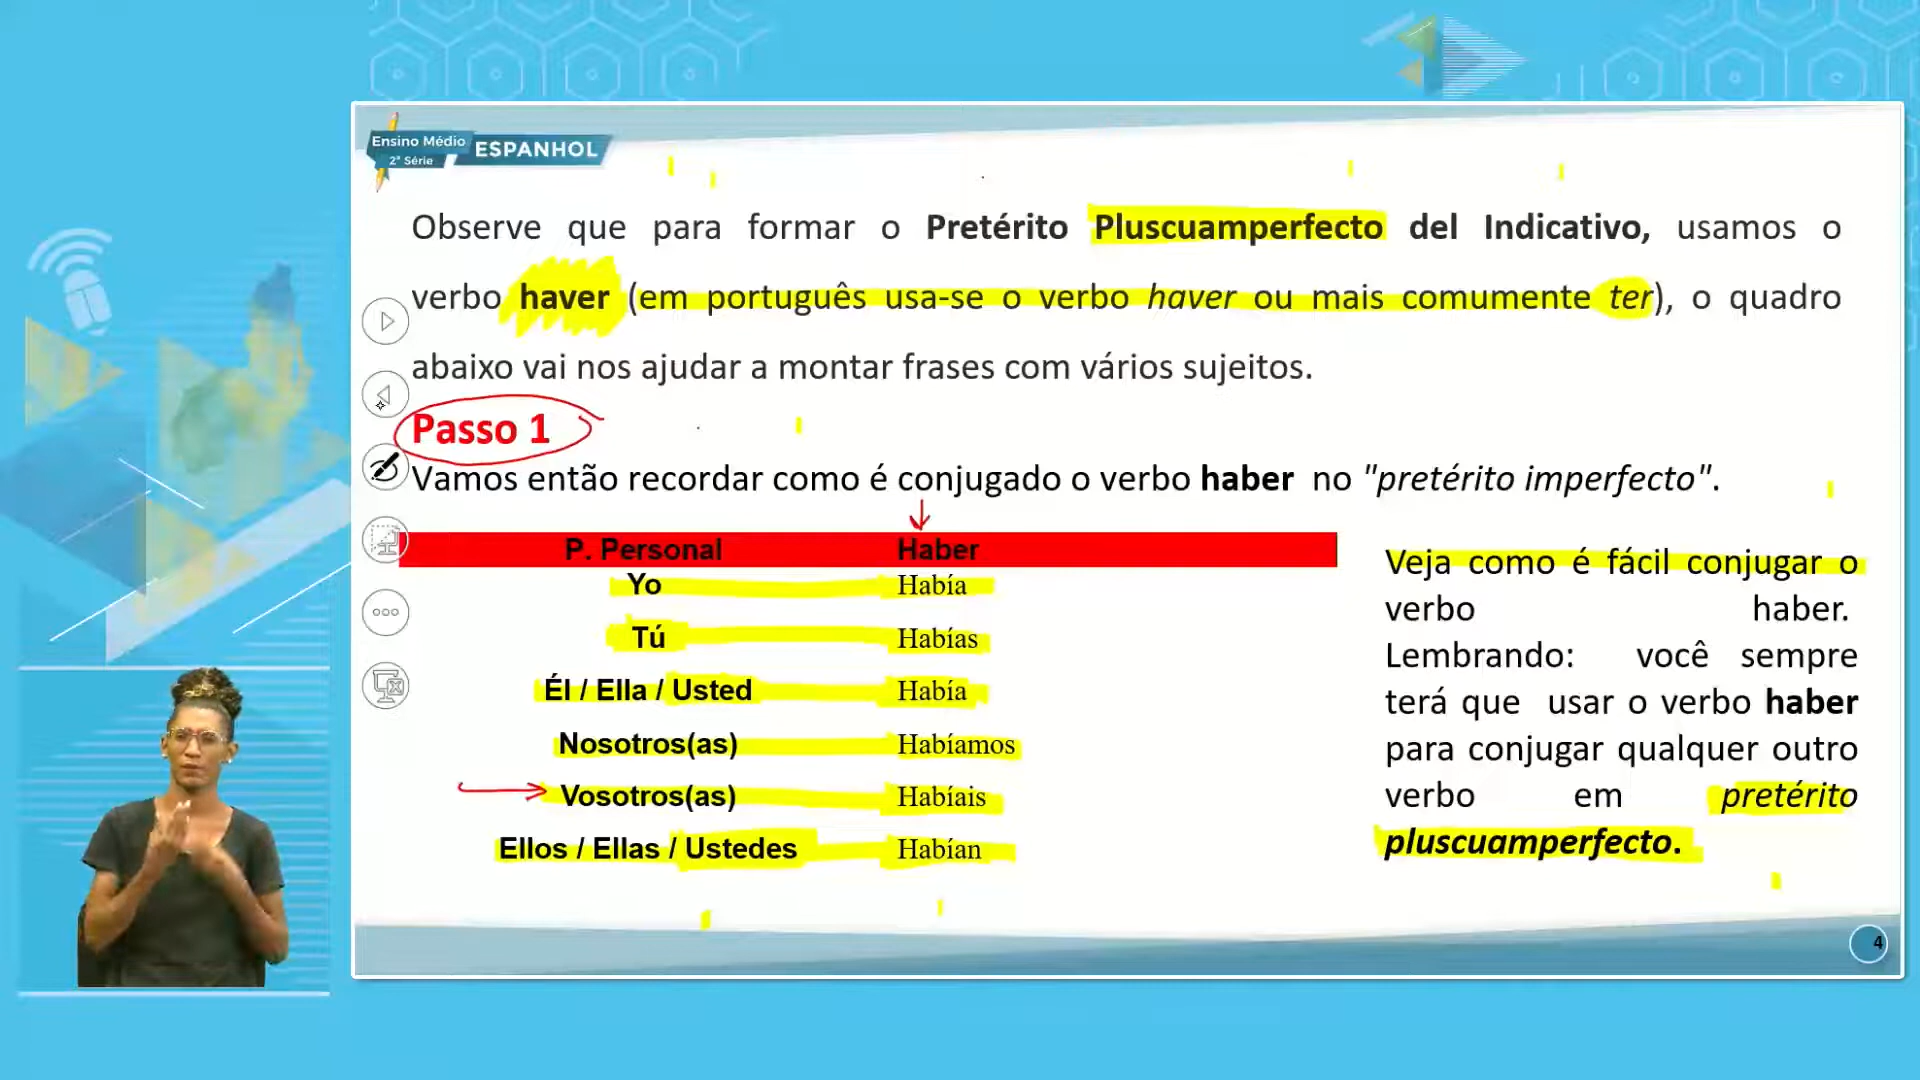 Ensino Médio
2ª Série
ESPANHOL
Observe que para formar o Pretérito Pluscuamperfecto del Indicativo, usamos o
verbo haver (em português usa-se o verbo haver ou mais comumente ter), o quadro
abaixo vai nos ajudar a montar frases com vários sujeitos.
Passo 1
Vamos então recordar como é conjugado o verbo haber no "pretérito imperfecto".
P. Personal Haber
Yo Había
Tú Habías
Él / Ella / Usted Había
Nosotros(as) Habíamos
Vosotros(as) Habíais
Ellos / Ellas / Ustedes Habían
Veja como é fácil conjugar o
verbo haber.
Lembrando: você sempre
terá que usar o verbo haber
para conjugar qualquer outro
verbo em pretérito
pluscuamperfecto.
4